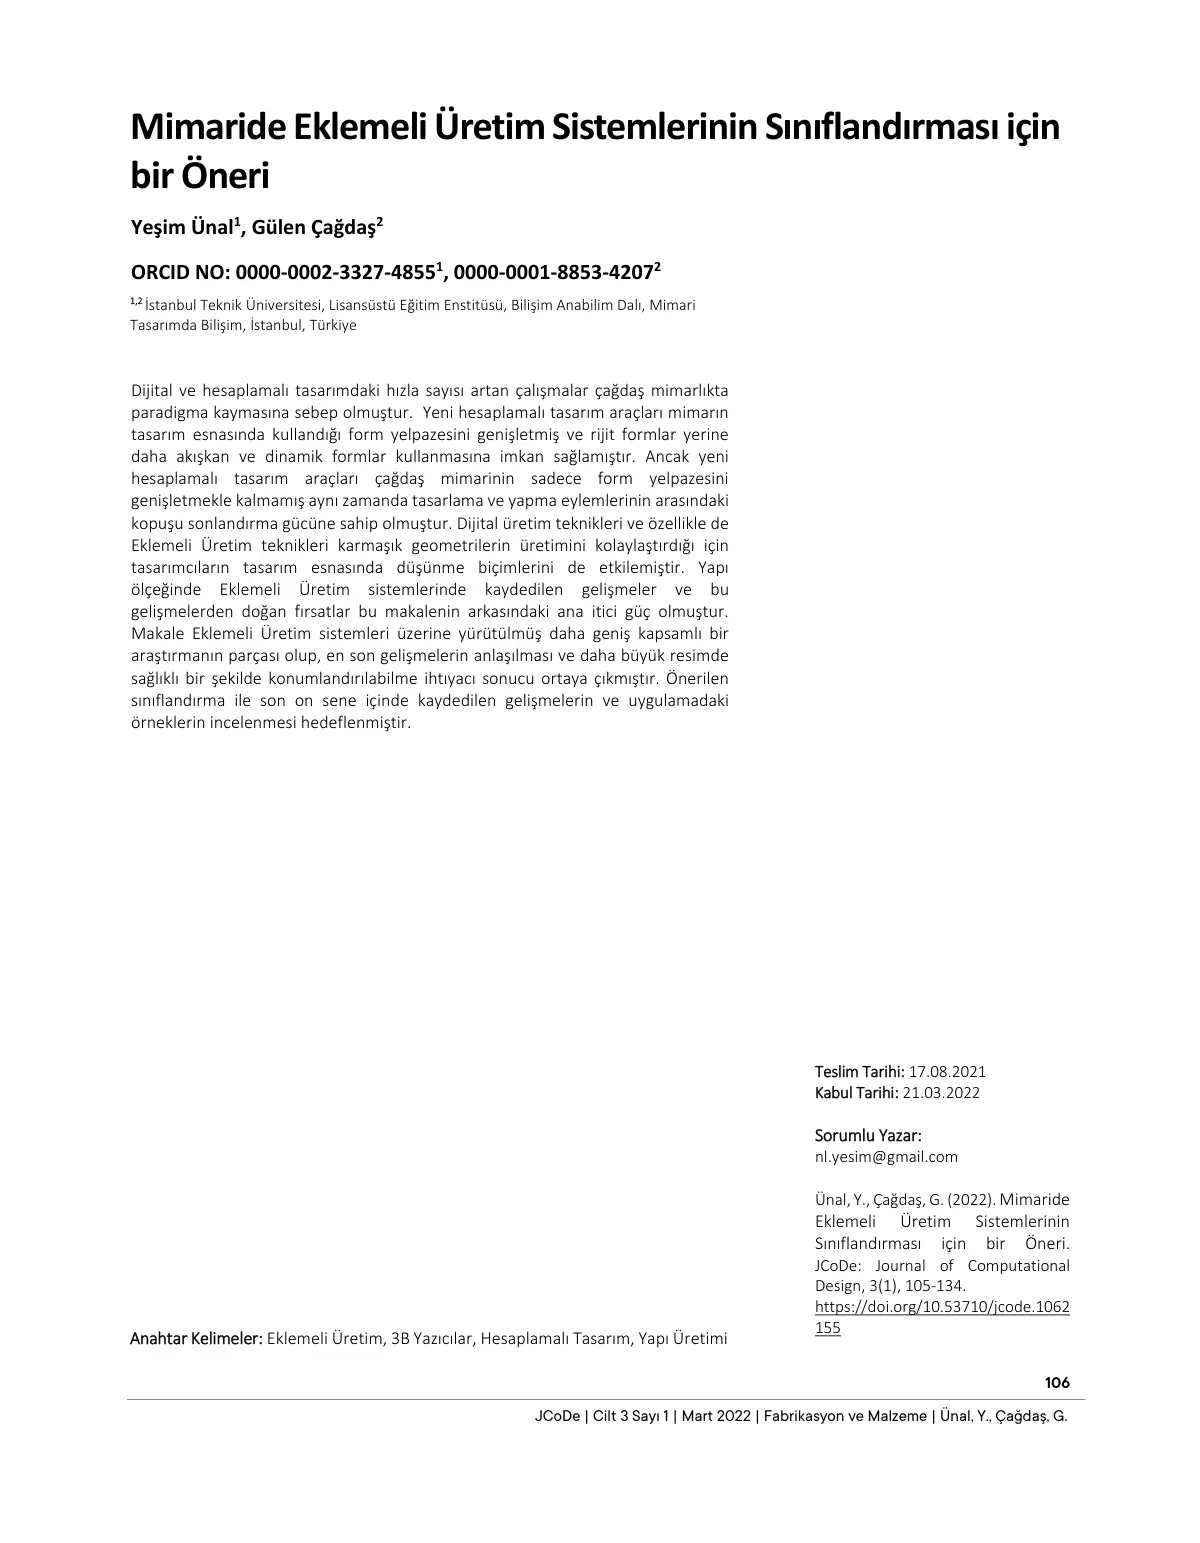 Mimaride Eklemeli Üretim Sistemlerinin Sınıflandırması için
bir Öneri
Yeşim Ünal¹, Gülen Çağdaş²
ORCID NO: 0000-0002-3327-4855¹, 0000-0001-8853-4207²
¹,² İstanbul Teknik Üniversitesi, Lisansüstü Eğitim Enstitüsü, Bilişim Anabilim Dalı, Mimari
Tasarımda Bilişim, İstanbul, Türkiye
Dijital ve hesaplamalı tasarımdaki hızla sayısı artan çalışmalar çağdaş mimarlıkta
paradigma kaymasına sebep olmuştur. Yeni hesaplamalı tasarım araçları mimarın
tasarım esnasında kullandığı form yelpazesini genişletmiş ve rijit formlar yerine
daha akışkan ve dinamik formlar kullanmasına imkan sağlamıştır. Ancak yeni
hesaplamalı tasarım araçları çağdaş mimarinin sadece form yelpazesini
genişletmekle kalmamış aynı zamanda tasarlama ve yapma eylemlerinin arasındaki
kopuşu sonlandırma gücüne sahip olmuştur. Dijital üretim teknikleri ve özellikle de
Eklemeli Üretim teknikleri karmaşık geometrilerin üretimini kolaylaştırdığı için
tasarımcıların tasarım esnasında düşünme biçimlerini de etkilemiştir. Yapı
ölçeğinde Eklemeli Üretim sistemlerinde kaydedilen gelişmeler ve bu
gelişmelerden doğan fırsatlar bu makalenin arkasındaki ana itici güç olmuştur.
Makale Eklemeli Üretim sistemleri üzerine yürütülmüş daha geniş kapsamlı bir
araştırmanın parçası olup, en son gelişmelerin anlaşılması ve daha büyük resimde
sağlıklı bir şekilde konumlandırılabilme ihtıyacı sonucu ortaya çıkmıştır. Önerilen
sınıflandırma ile son on sene içinde kaydedilen gelişmelerin ve uygulamadaki
örneklerin incelenmesi hedeflenmiştir.
Teslim Tarihi: 17.08.2021
Kabul Tarihi: 21.03.2022
Sorumlu Yazar:
nl.yesim@gmail.com
Ünal, Y., Çağdaş, G. (2022). Mimaride
Eklemeli Üretim Sistemlerinin
Sınıflandırması için bir Öneri.
JCoDe: Journal of Computational
Design, 3(1), 105-134.
https://doi.org/10.53710/jcode.1062
155
Anahtar Kelimeler: Eklemeli Üretim, 3B Yazıcılar, Hesaplamalı Tasarım, Yapı Üretimi
106
JCoDe | Cilt 3 Sayı 1 | Mart 2022 | Fabrikasyon ve Malzeme | Ünal, Y., Çağdaş, G.